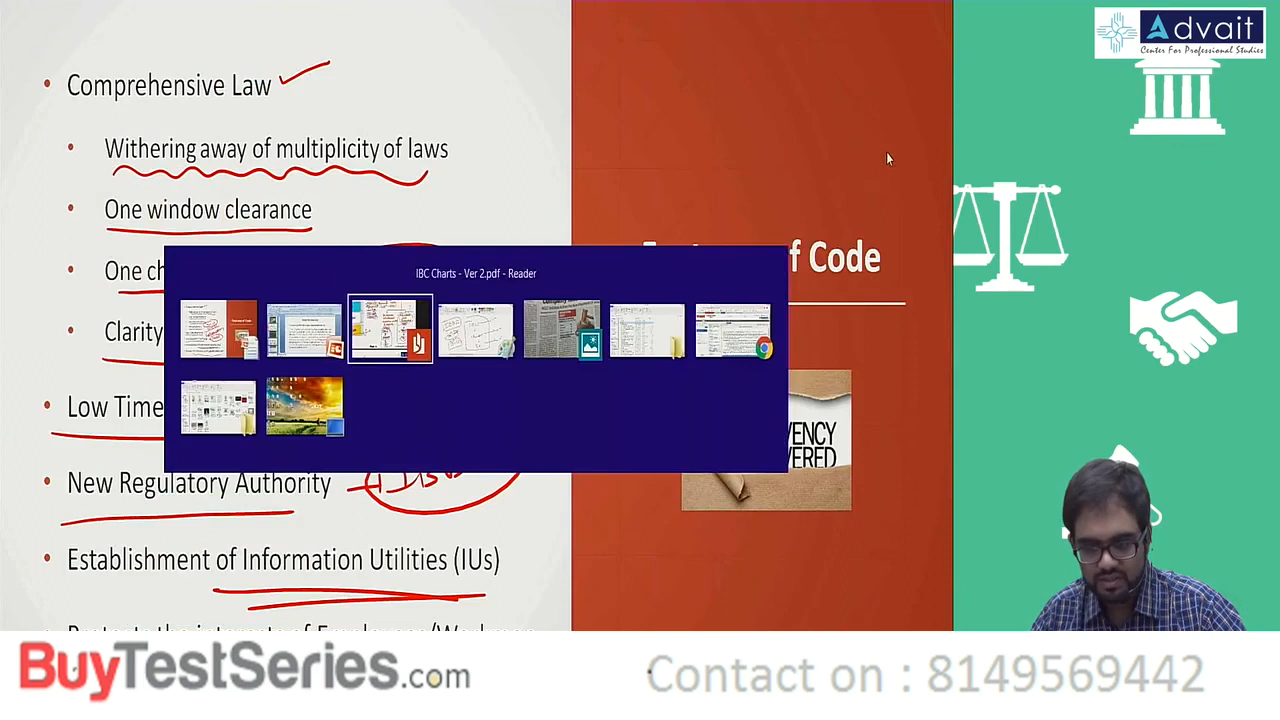 Advait
Center For Professional Studies
• Comprehensive Law
• Withering away of multiplicity of laws
• One window clearance
• One ch
• Clarity
• Low Time
• New Regulatory Authority
• Establishment of Information Utilities (IUs)
of Code
IBC Charts - Ver 2.pdf - Reader
VENCY
VERED
BuyTestSeries.com
Contact on : 8149569442